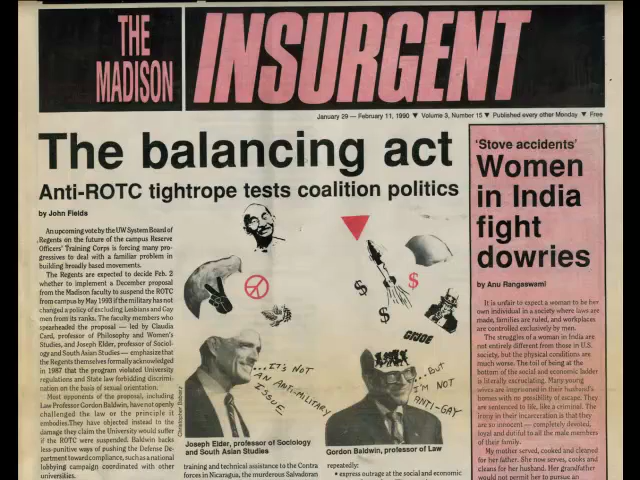 THE
MADISON
INSURGENT
January 29 — February 11, 1990 ▼ Volume 3, Number 15 ▼ Published every other Monday ▼ Free
The balancing act
Anti-ROTC tightrope tests coalition politics
by John Fields
An upcoming vote by the UW System Board of
Regents on the future of the campus Reserve
Officers' Training Corps is forcing many pro-
gressives to deal with a familiar problem in
building broadly based movements.
The Regents are expected to decide Feb. 2
whether to implement a December proposal
from the Madison faculty to suspend the ROTC
from campus by May 1993 if the military has not
changed a policy of excluding Lesbians and Gay
men from its ranks. The faculty members who
spearheaded the proposal — led by Claudia
Card, professor of Philosophy and Women's
Studies, and Joseph Elder, professor of Sociol-
ogy and South Asian Studies — emphasize that
the Regents themselves formally acknowledged
in 1987 that the program violated University
regulations and State law forbidding discrimi-
nation on the basis of sexual orientation.
Most opponents of the proposal, including
Law Professor Gordon Baldwin, have not openly
challenged the law or the principle it
embodies. They have objected instead to the
damage they claim the University would suffer
if the ROTC were suspended. Baldwin backs
less-punitive ways of pushing the Defense De-
partment toward compliance, such as a national
lobbying campaign coordinated with other
universities.
$
$
$
GI JOE
...IT'S NOT
AN ANTI-MILITARY
ISSUE
...BUT
I'M NOT
ANTI-GAY
Joseph Elder, professor of Sociology
and South Asian Studies
Gordon Baldwin, professor of Law
training and technical assistance to the Contra
forces in Nicaragua, the murderous Salvadoran
repeatedly:
• express outrage at the social and economic
'Stove accidents'
Women
in India
fight
dowries
by Anu Rangaswami
It is unfair to expect a woman to be her
own individual in a society where laws are
made, families are ruled, and workplaces
are controlled exclusively by men.
The struggles of a woman in India are
not entirely different from those in U.S.
society, but the physical conditions are
much worse. The toil of being at the
bottom of the social and economic ladder
is literally excruciating. Many young
wives are imprisoned in their husband's
homes with no possibility of escape. They
are sentenced to life, like a criminal. The
irony in their incarceration is that they
are so innocent — completely devoted,
loyal and dutiful to all the male members
of their family.
My mother served, cooked and cleaned
for her father. She now serves, cooks and
cleans for her husband. Her grandfather
would not permit her to pursue an